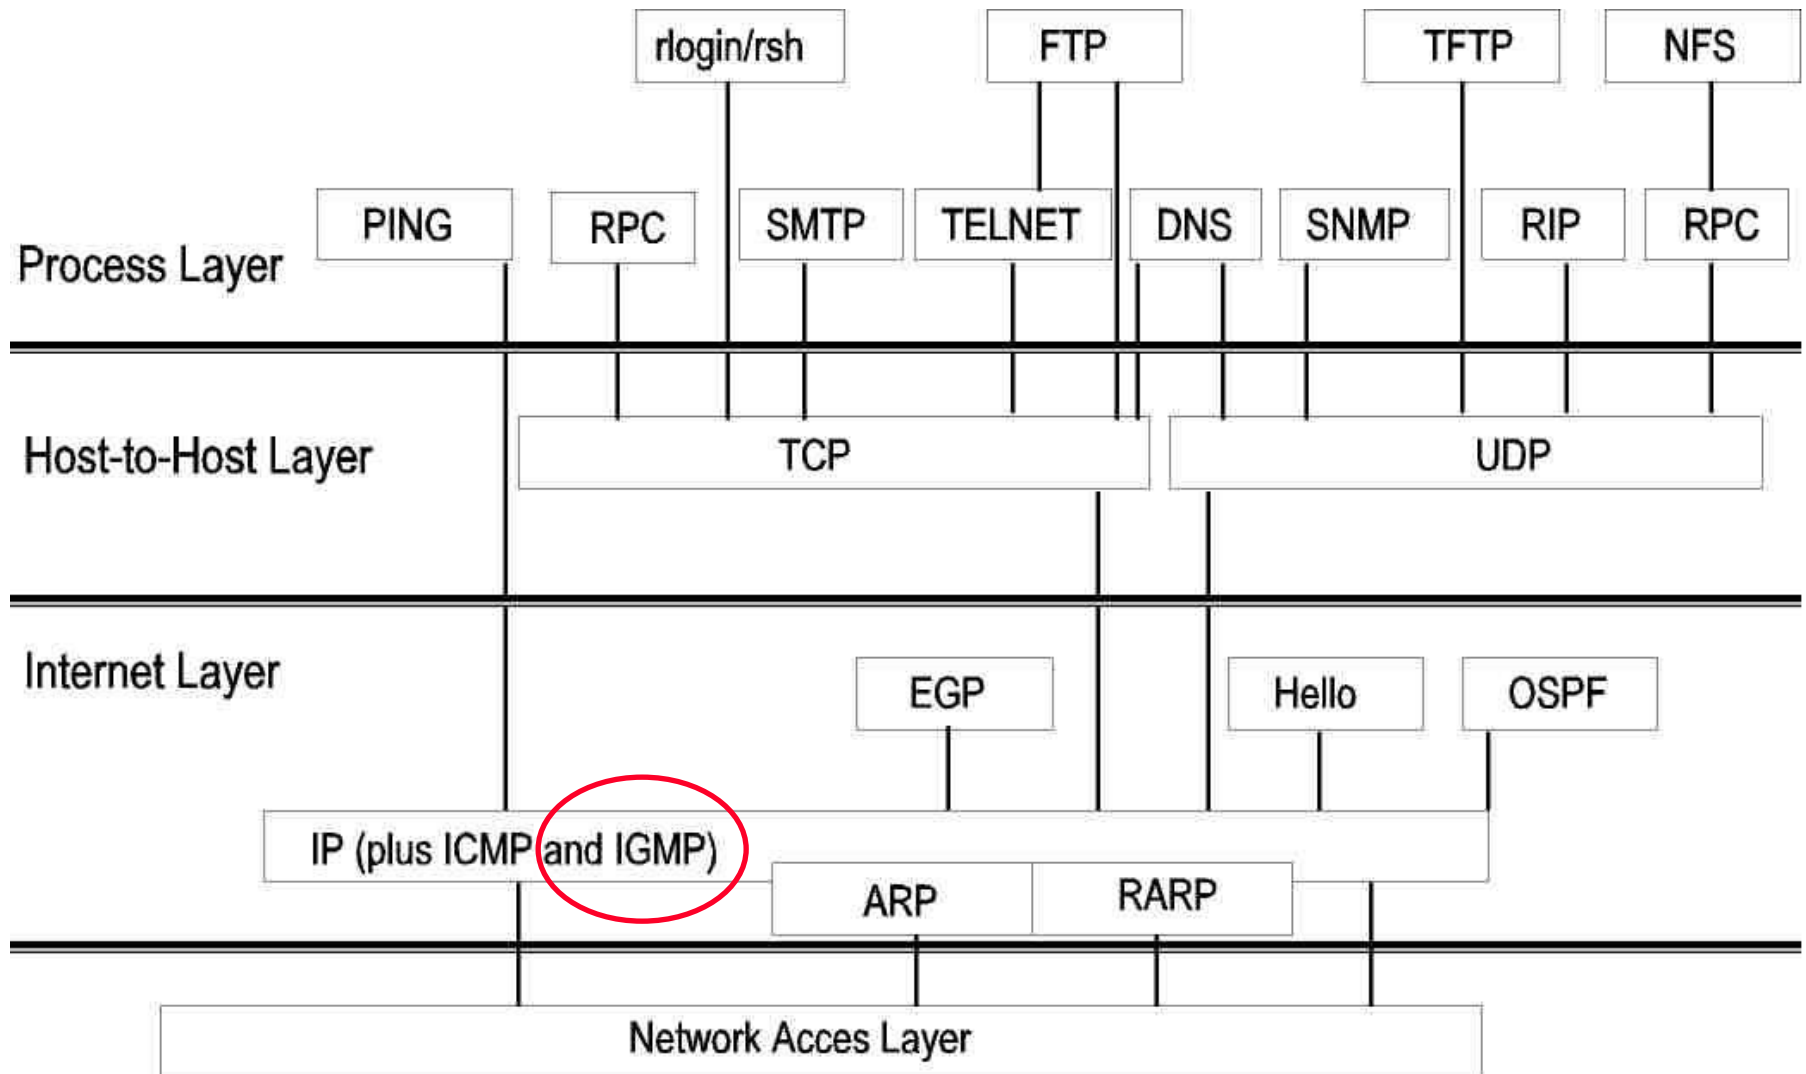 rlogin/rsh
FTP
TFTP
NFS
PING
RPC
SMTP
TELNET
DNS
SNMP
RIP
RPC
Process Layer
Host-to-Host Layer
TCP
UDP
Internet Layer
EGP
Hello
OSPF
IP (plus ICMP and IGMP)
ARP
RARP
Network Acces Layer